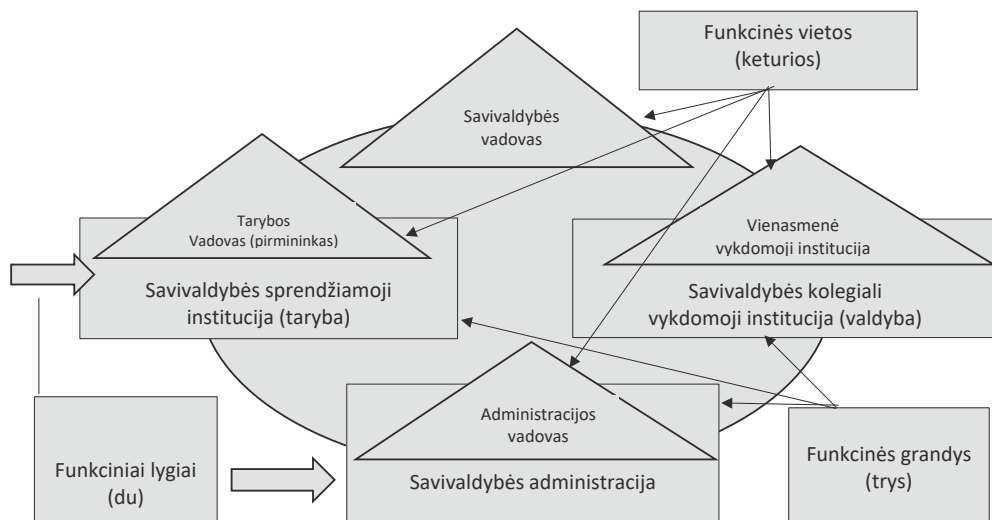 Funkcinės vietos
(keturios)
Savivaldybės
vadovas
Tarybos
Vadovas (pirmininkas)
Vienasmenė
vykdomoji institucija
Savivaldybės sprendžiamoji
institucija (taryba)
Savivaldybės kolegiali
vykdomoji institucija (valdyba)
Administracijos
vadovas
Savivaldybės administracija
Funkciniai lygiai
(du)
Funkcinės grandys
(trys)